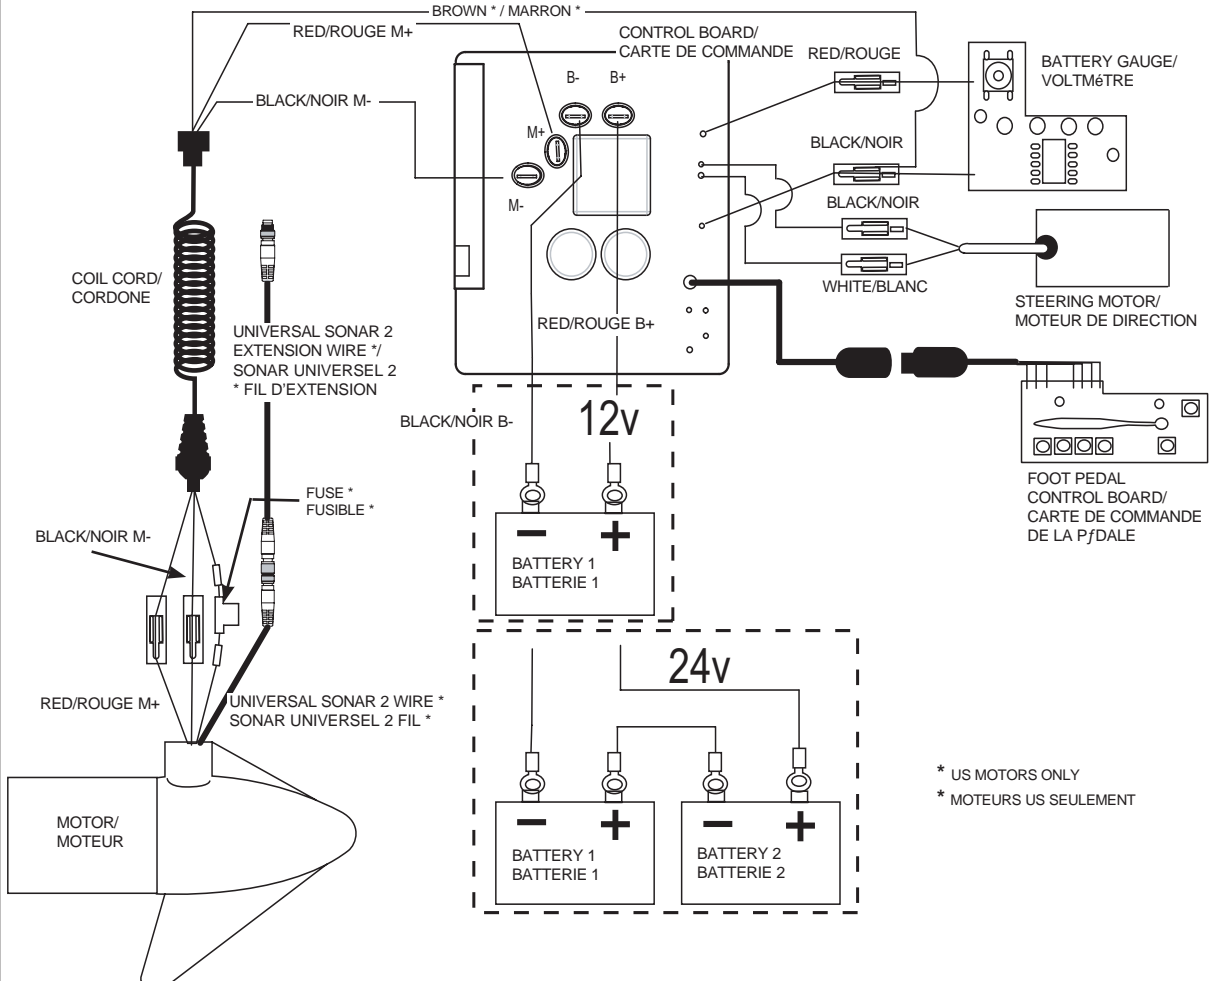 BROWN * / MARRON *
RED/ROUGE M+
CONTROL BOARD/
CARTE DE COMMANDE
RED/ROUGE
BATTERY GAUGE/
VOLTMéTRE
B-
B+
BLACK/NOIR M-
M+
M-
BLACK/NOIR
BLACK/NOIR
WHITE/BLANC
STEERING MOTOR/
MOTEUR DE DIRECTION
COIL CORD/
CORDONE
UNIVERSAL SONAR 2
EXTENSION WIRE */
SONAR UNIVERSEL 2
* FIL D'EXTENSION
RED/ROUGE B+
BLACK/NOIR B-
12v
FOOT PEDAL
CONTROL BOARD/
CARTE DE COMMANDE
DE LA PƒDALE
FUSE *
FUSIBLE *
BLACK/NOIR M-
BATTERY 1
BATTERIE 1
24v
RED/ROUGE M+
UNIVERSAL SONAR 2 WIRE *
SONAR UNIVERSEL 2 FIL *
MOTOR/
MOTEUR
BATTERY 1
BATTERIE 1
BATTERY 2
BATTERIE 2
* US MOTORS ONLY
* MOTEURS US SEULEMENT